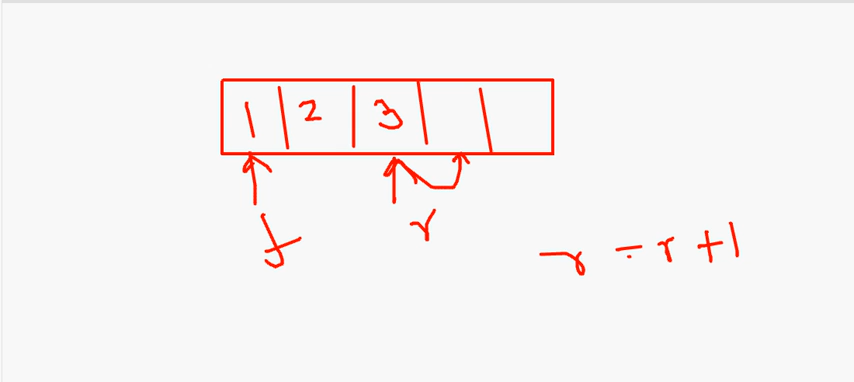 1 2 3
f r
r = r + 1